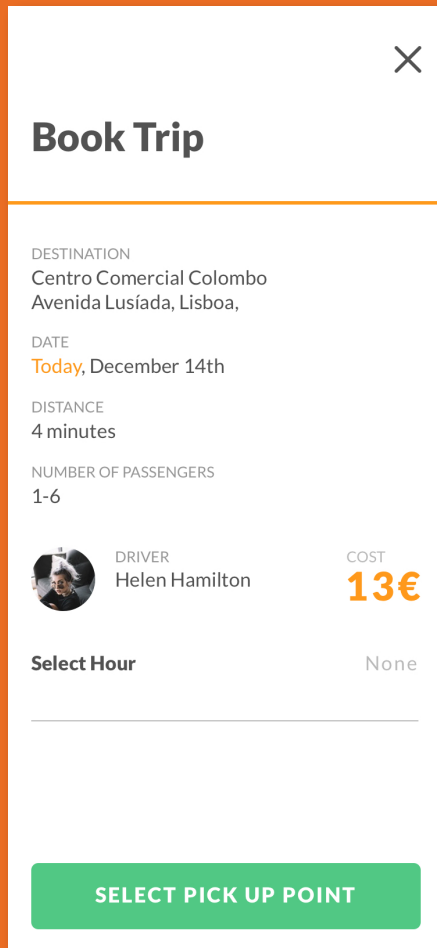 Book Trip
DESTINATION
Centro Comercial Colombo
Avenida Lusíada, Lisboa,
DATE
Today, December 14th
DISTANCE
4 minutes
NUMBER OF PASSENGERS
1-6
DRIVER
Helen Hamilton
COST
13€
Select Hour
None
SELECT PICK UP POINT